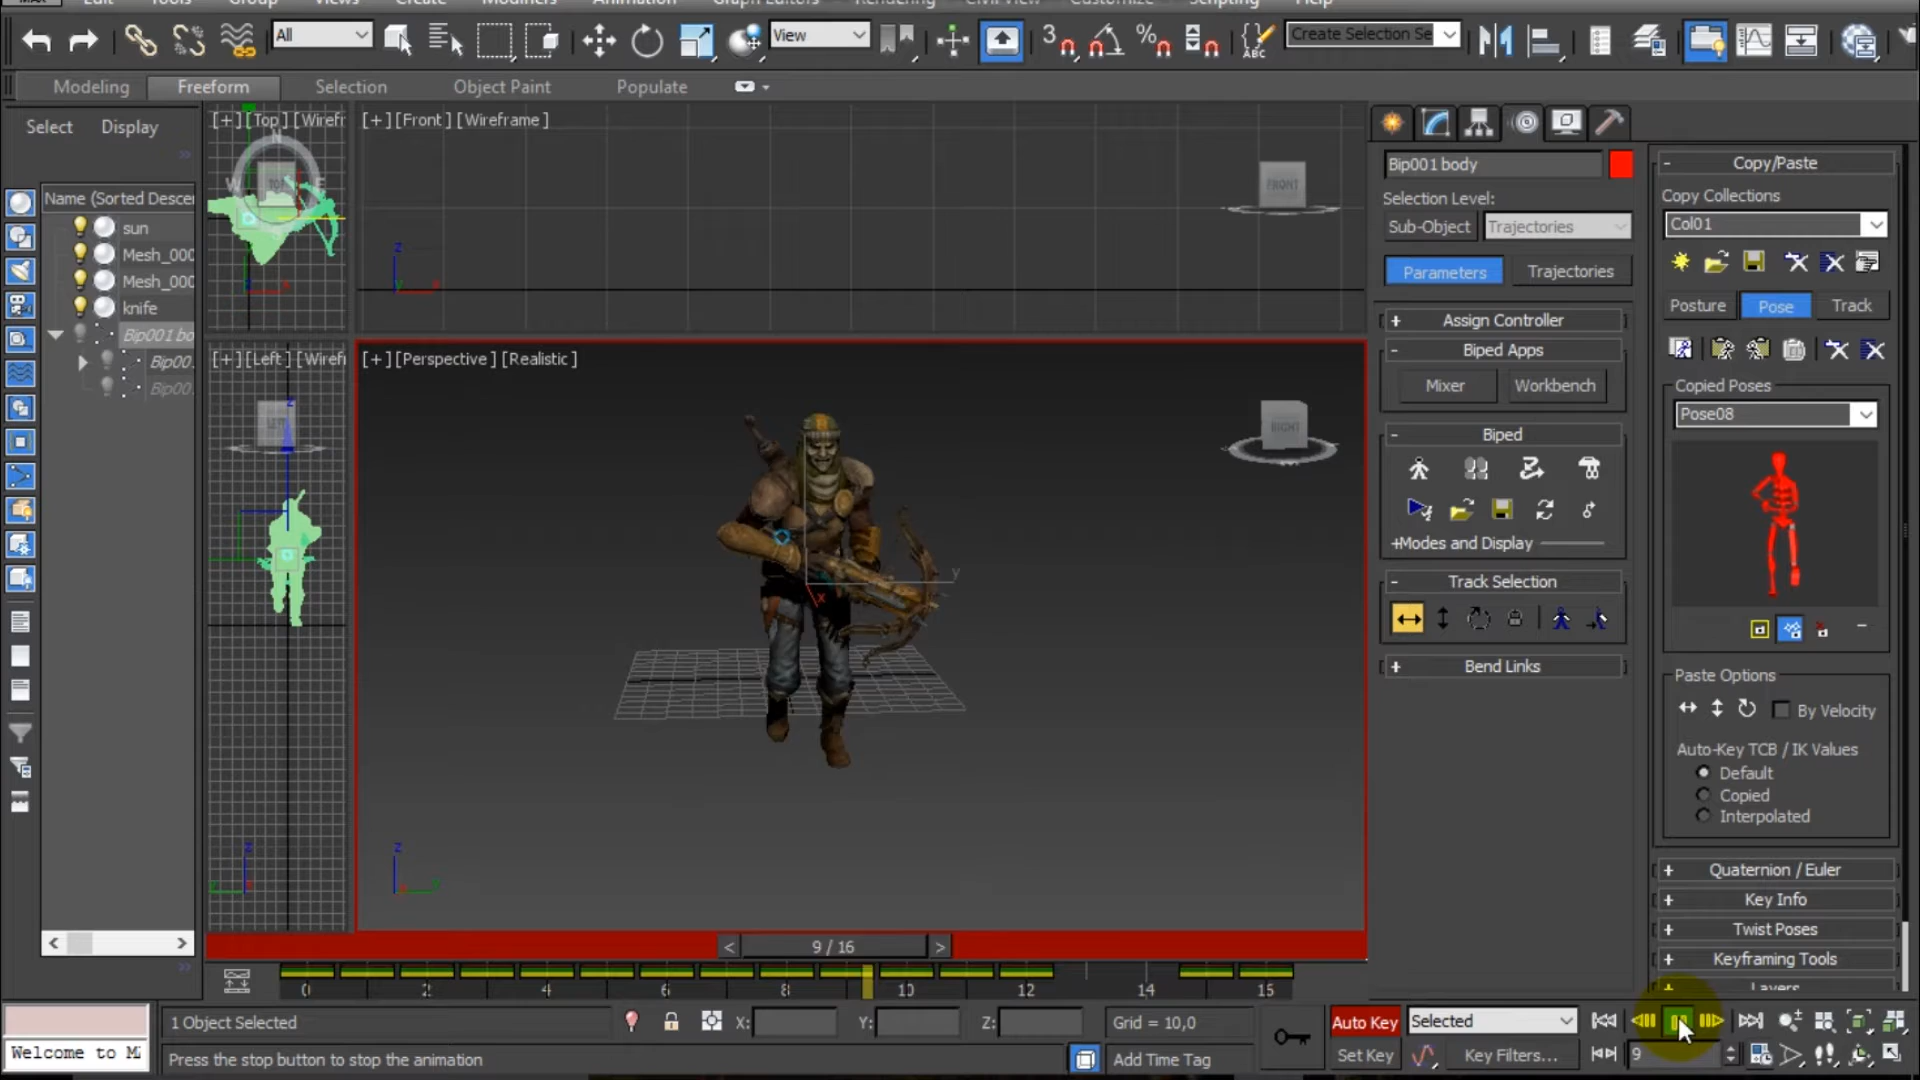 Edit Tools Group Views Create Modifiers Animation Graph Editors Rendering Civil View Customize Scripting Help
All View 3 % ABC Create Selection Se
Modeling Freeform Selection Object Paint Populate
Select Display
Name (Sorted Descer
sun
Mesh_000
Mesh_000
knife
Bip001 bo
Bip00
Bip00
[+] [Top] [Wirefr
[+] [Front ] [Wireframe ]
FRONT
[+] [Left ] [Wirefr
[+] [Perspective ] [Realistic ]
RIGHT
9 / 16
0 2 4 6 8 10 12 14 15
Bip001 body
Selection Level:
Sub-Object Trajectories
Parameters Trajectories
+ Assign Controller
- Biped Apps
Mixer Workbench
- Biped
+Modes and Display
- Track Selection
+ Bend Links
- Copy/Paste
Copy Collections
Col01
Posture Pose Track
Copied Poses
Pose08
Paste Options
By Velocity
Auto-Key TCB / IK Values
Default
Copied
Interpolated
+ Quaternion / Euler
+ Key Info
+ Twist Poses
+ Keyframing Tools
+ Layers
Welcome to M
1 Object Selected X: Y: Z: Grid = 10,0 Auto Key Selected
Press the stop button to stop the animation Add Time Tag Set Key Key Filters... 9